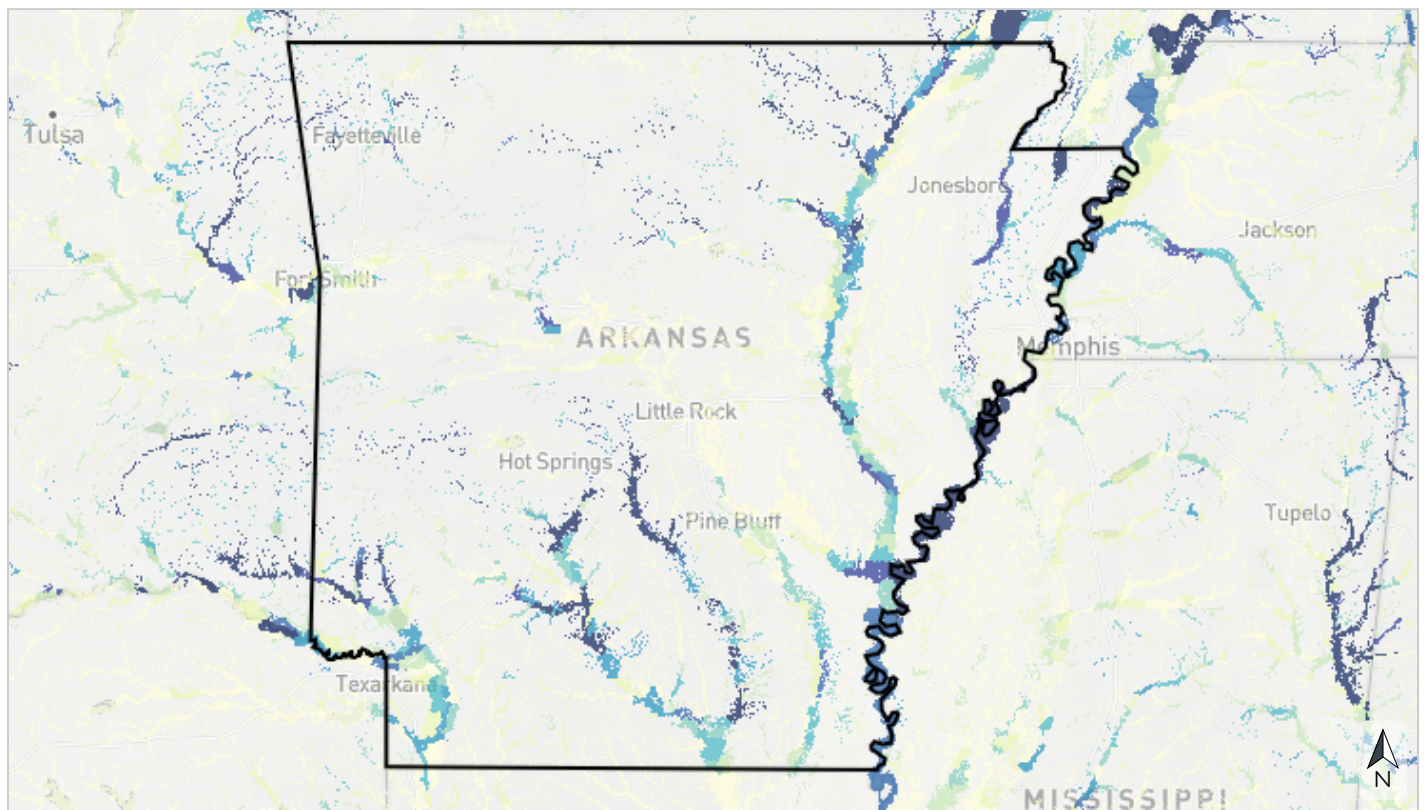 Tulsa
Fayetteville
Jonesboro
Jackson
Fort Smith
ARKANSAS
Memphis
Little Rock
Hot Springs
Pine Bluff
Tupelo
Texarkana
N
MISSISSIPPI